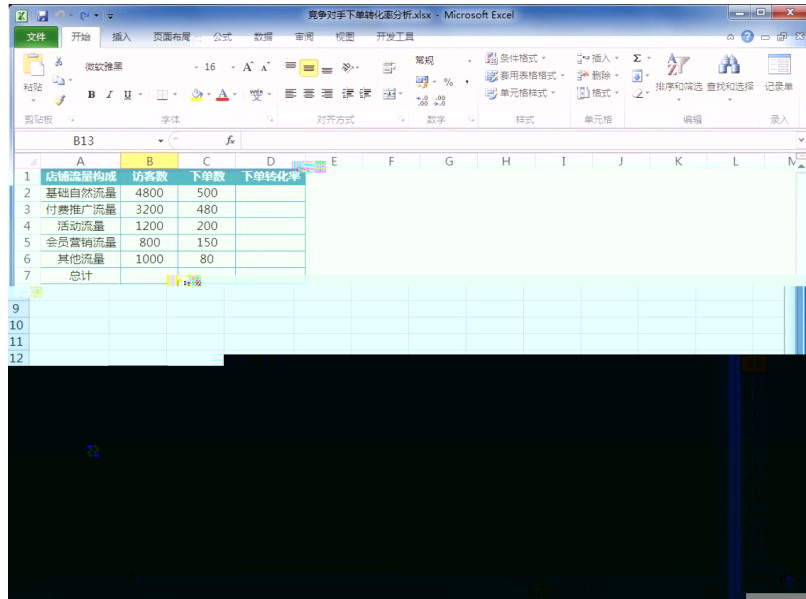 竞争对手下单转化率分析.xlsx - Microsoft Excel
文件 开始 插入 页面布局 公式 数据 审阅 视图 开发工具
粘贴 微软雅黑 16 A A 常规 条件格式 插入 Σ
B I U A % 套用表格格式 删除 排序和筛选 查找和选择 记录单
单元格样式 格式
剪贴板 字体 对齐方式 数字 样式 单元格 编辑 录入
B13 fx
A B C D E F G H I J K L
1 店铺流量构成 访客数 下单数 下单转化率
2 基础自然流量 4800 500
3 付费推广流量 3200 480
4 活动流量 1200 200
5 会员营销流量 800 150
6 其他流量 1000 80
7 总计
9
10
11
12